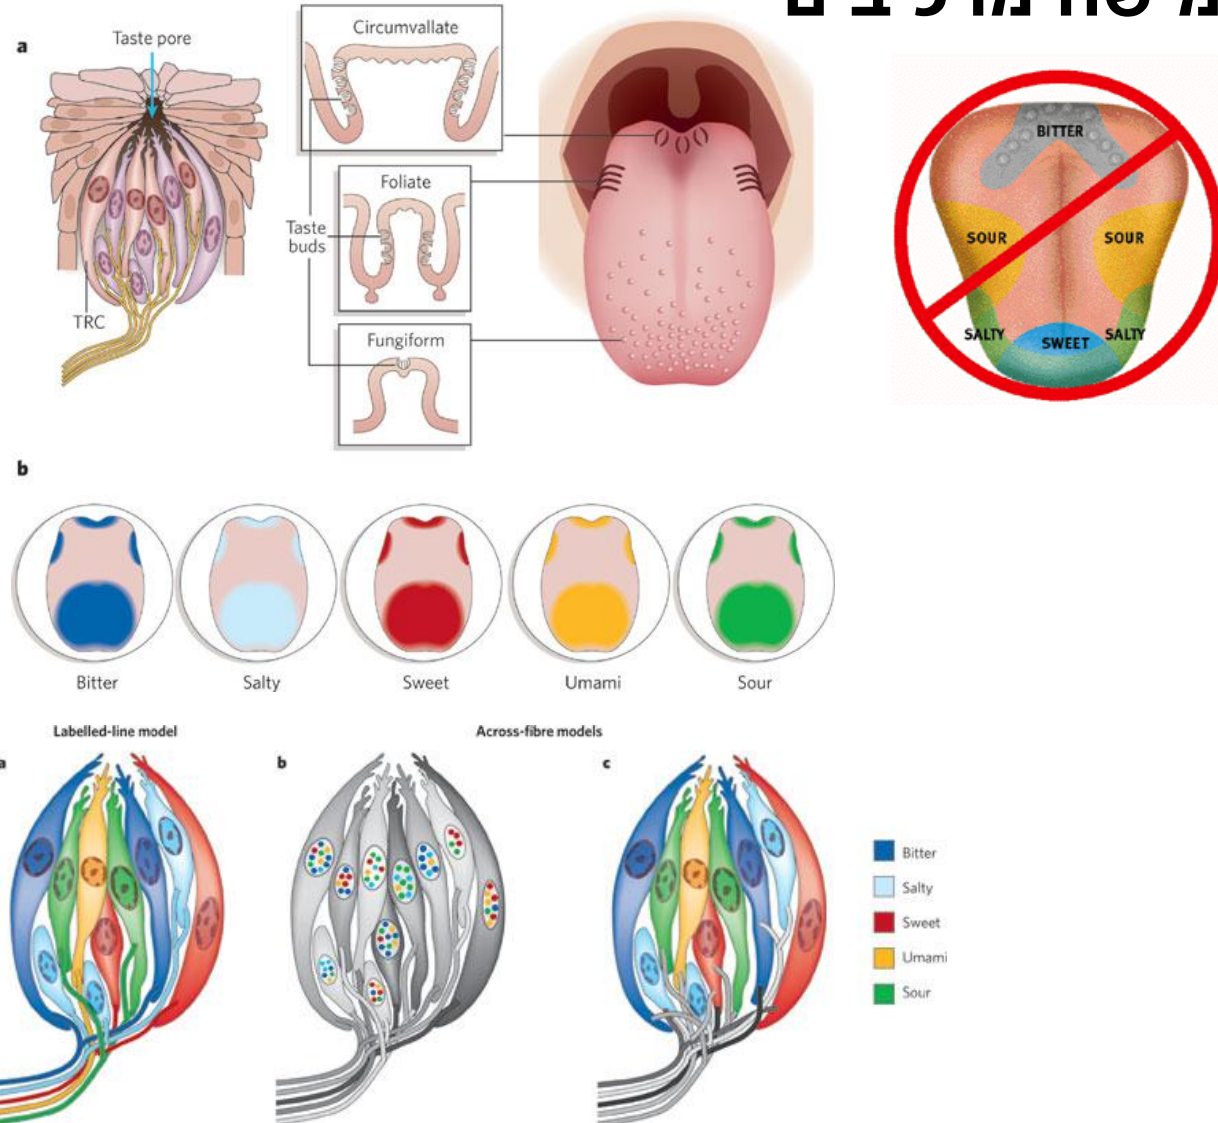 a
Taste pore
TRC
Circumvallate
Foliate
Taste
buds
Fungiform
BITTER
SOUR
SOUR
SALTY
SWEET
SALTY
b
Bitter
Salty
Sweet
Umami
Sour
Labelled-line model
Across-fibre models
a
b
c
Bitter
Salty
Sweet
Umami
Sour